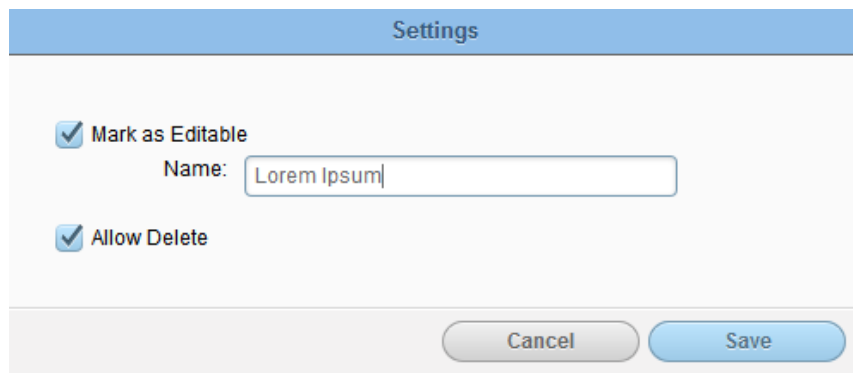 Settings
Mark as Editable
Name: Lorem Ipsum
Allow Delete
Cancel Save